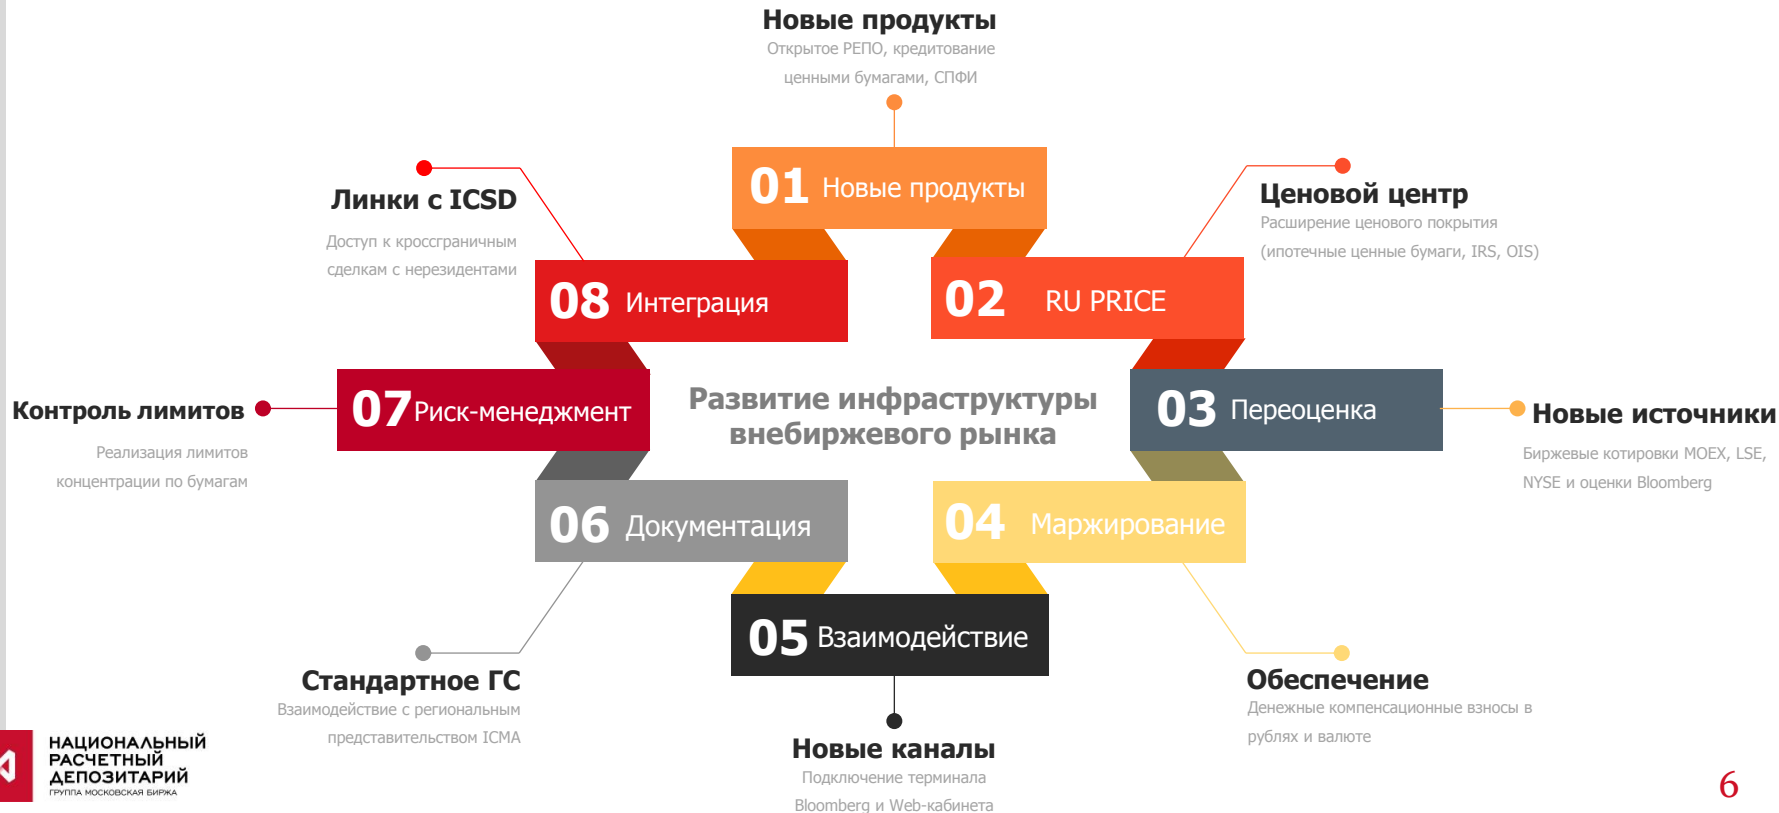 Новые продукты
Открытое РЕПО, кредитование
ценными бумагами, СПФИ
01 Новые продукты
Ценовой центр
Расширение ценового покрытия
(ипотечные ценные бумаги, IRS, OIS)
02 RU PRICE
03 Переоценка
Новые источники
Биржевые котировки MOEX, LSE,
NYSE и оценки Bloomberg
04 Маржирование
Обеспечение
Денежные компенсационные взносы в
рублях и валюте
05 Взаимодействие
Новые каналы
Подключение терминала
Bloomberg и Web-кабинета
06 Документация
Стандартное ГС
Взаимодействие с региональным
представительством ICMA
07 Риск-менеджмент
Контроль лимитов
Реализация лимитов
концентрации по бумагам
08 Интеграция
Линки с ICSD
Доступ к кроссграничным
сделкам с нерезидентами
Развитие инфраструктуры
внебиржевого рынка
НАЦИОНАЛЬНЫЙ
РАСЧЕТНЫЙ
ДЕПОЗИТАРИЙ
ГРУППА МОСКОВСКАЯ БИРЖА
6